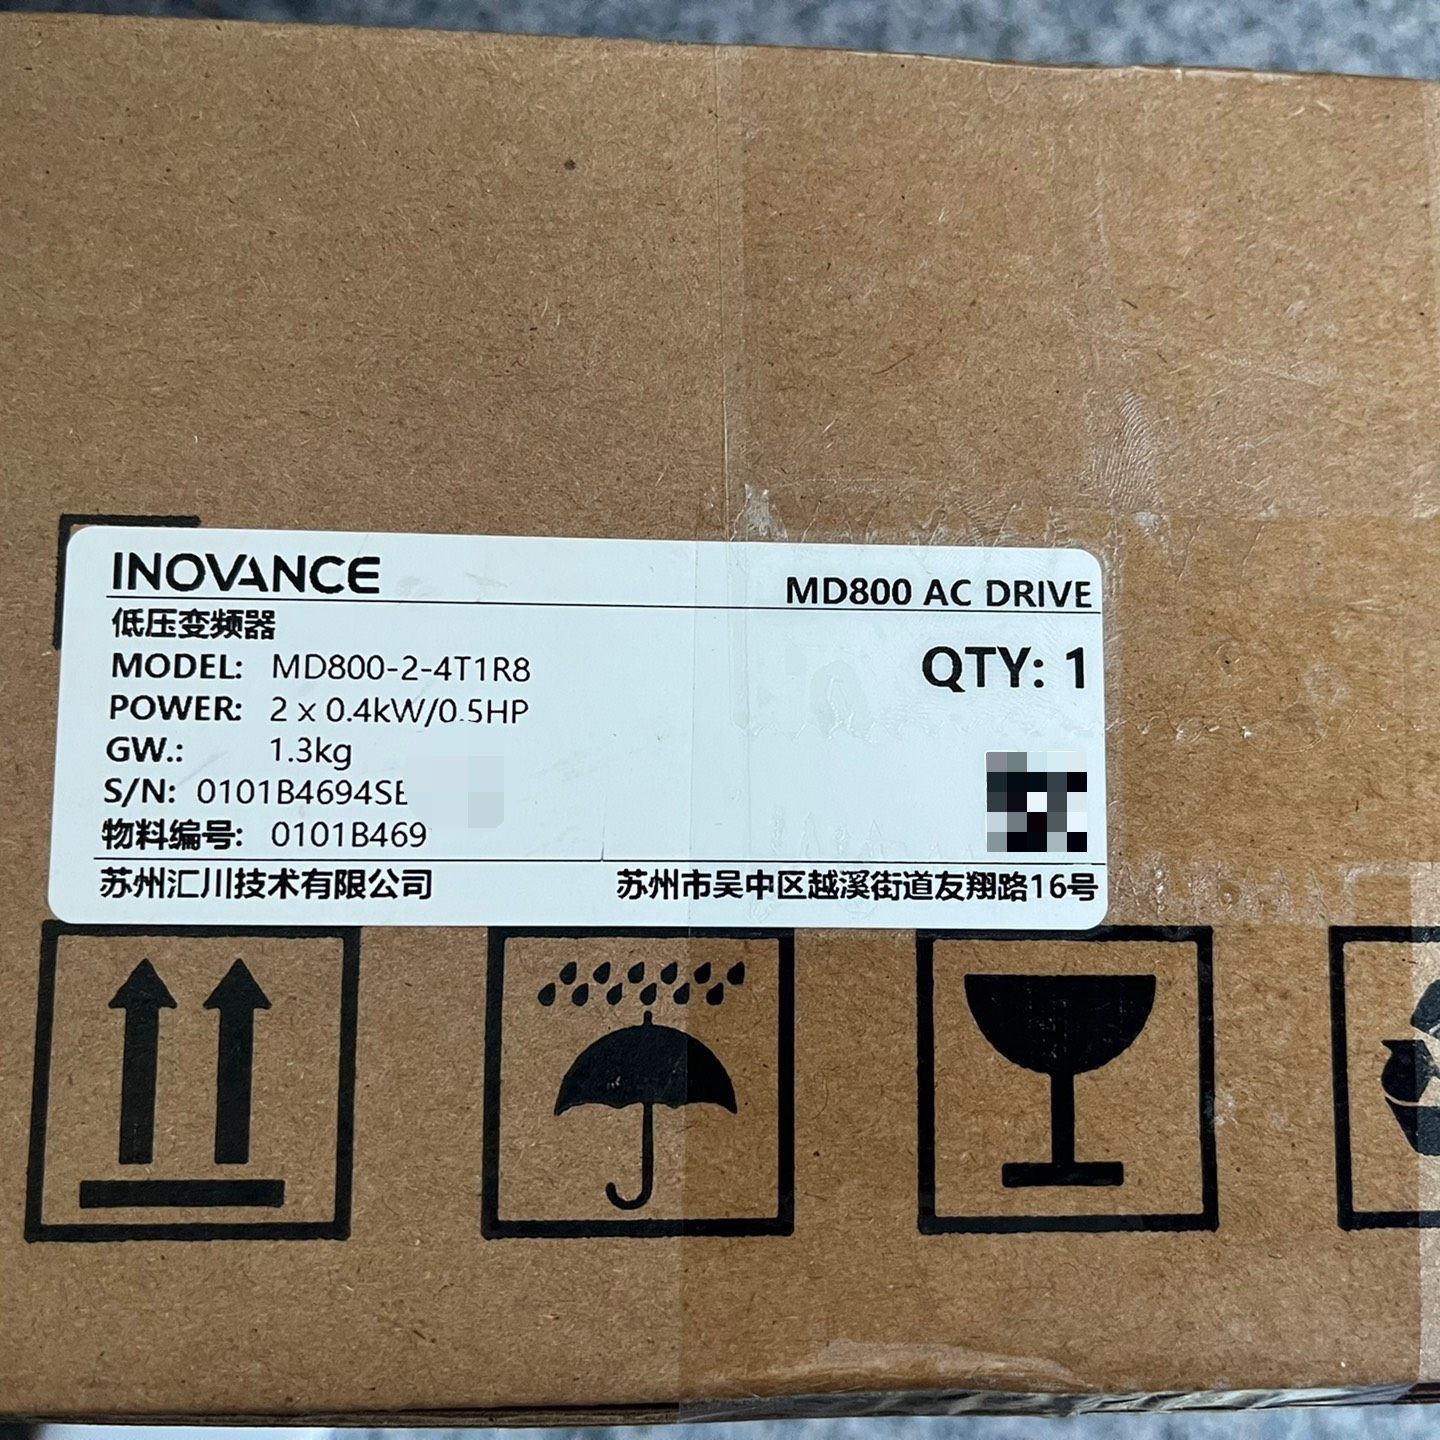 INOVANCE
MD800 AC DRIVE
低压变频器
MODEL: MD800-2-4T1R8
QTY: 1
POWER: 2 x 0.4kW/0.5HP
GW.: 1.3kg
S/N: 0101B4694SE
物料编号: 0101B469
苏州汇川技术有限公司
苏州市吴中区越溪街道友翔路16号